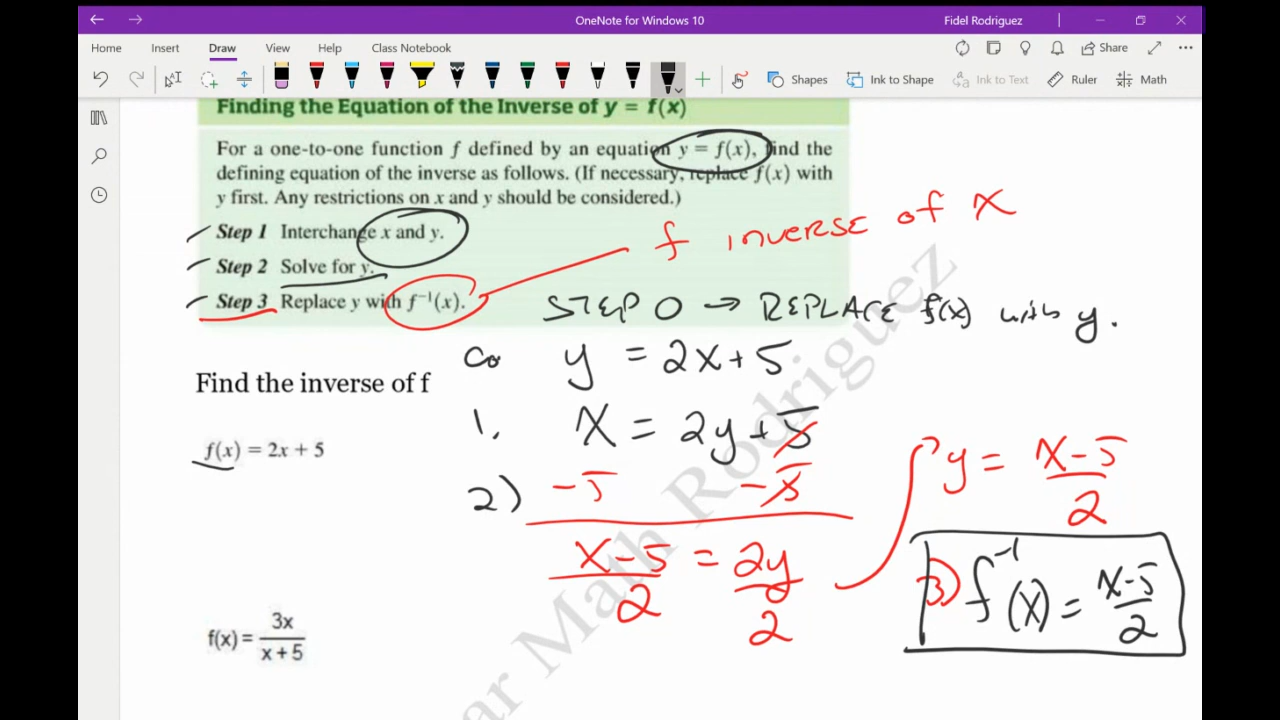 OneNote for Windows 10
Fidel Rodriguez
Home Insert Draw View Help Class Notebook
Share
Shapes Ink to Shape Ink to Text Ruler Math
Finding the Equation of the Inverse of y = f(x)
For a one-to-one function f defined by an equation y = f(x), find the
defining equation of the inverse as follows. (If necessary, replace f(x) with
y first. Any restrictions on x and y should be considered.)
Step 1 Interchange x and y.
Step 2 Solve for y.
Step 3 Replace y with f⁻¹(x).
f INVERSE OF X
STEP 0 → REPLACE f(x) with y.
y = 2x + 5
Find the inverse of f
1. x = 2y + 5
f(x) = 2x + 5
2) -5 -5
x-5/2 = 2y/2
y = x-5/2
3) f⁻¹(x) = x-5/2
f(x) = 3x/x + 5
ar Math Rodriguez